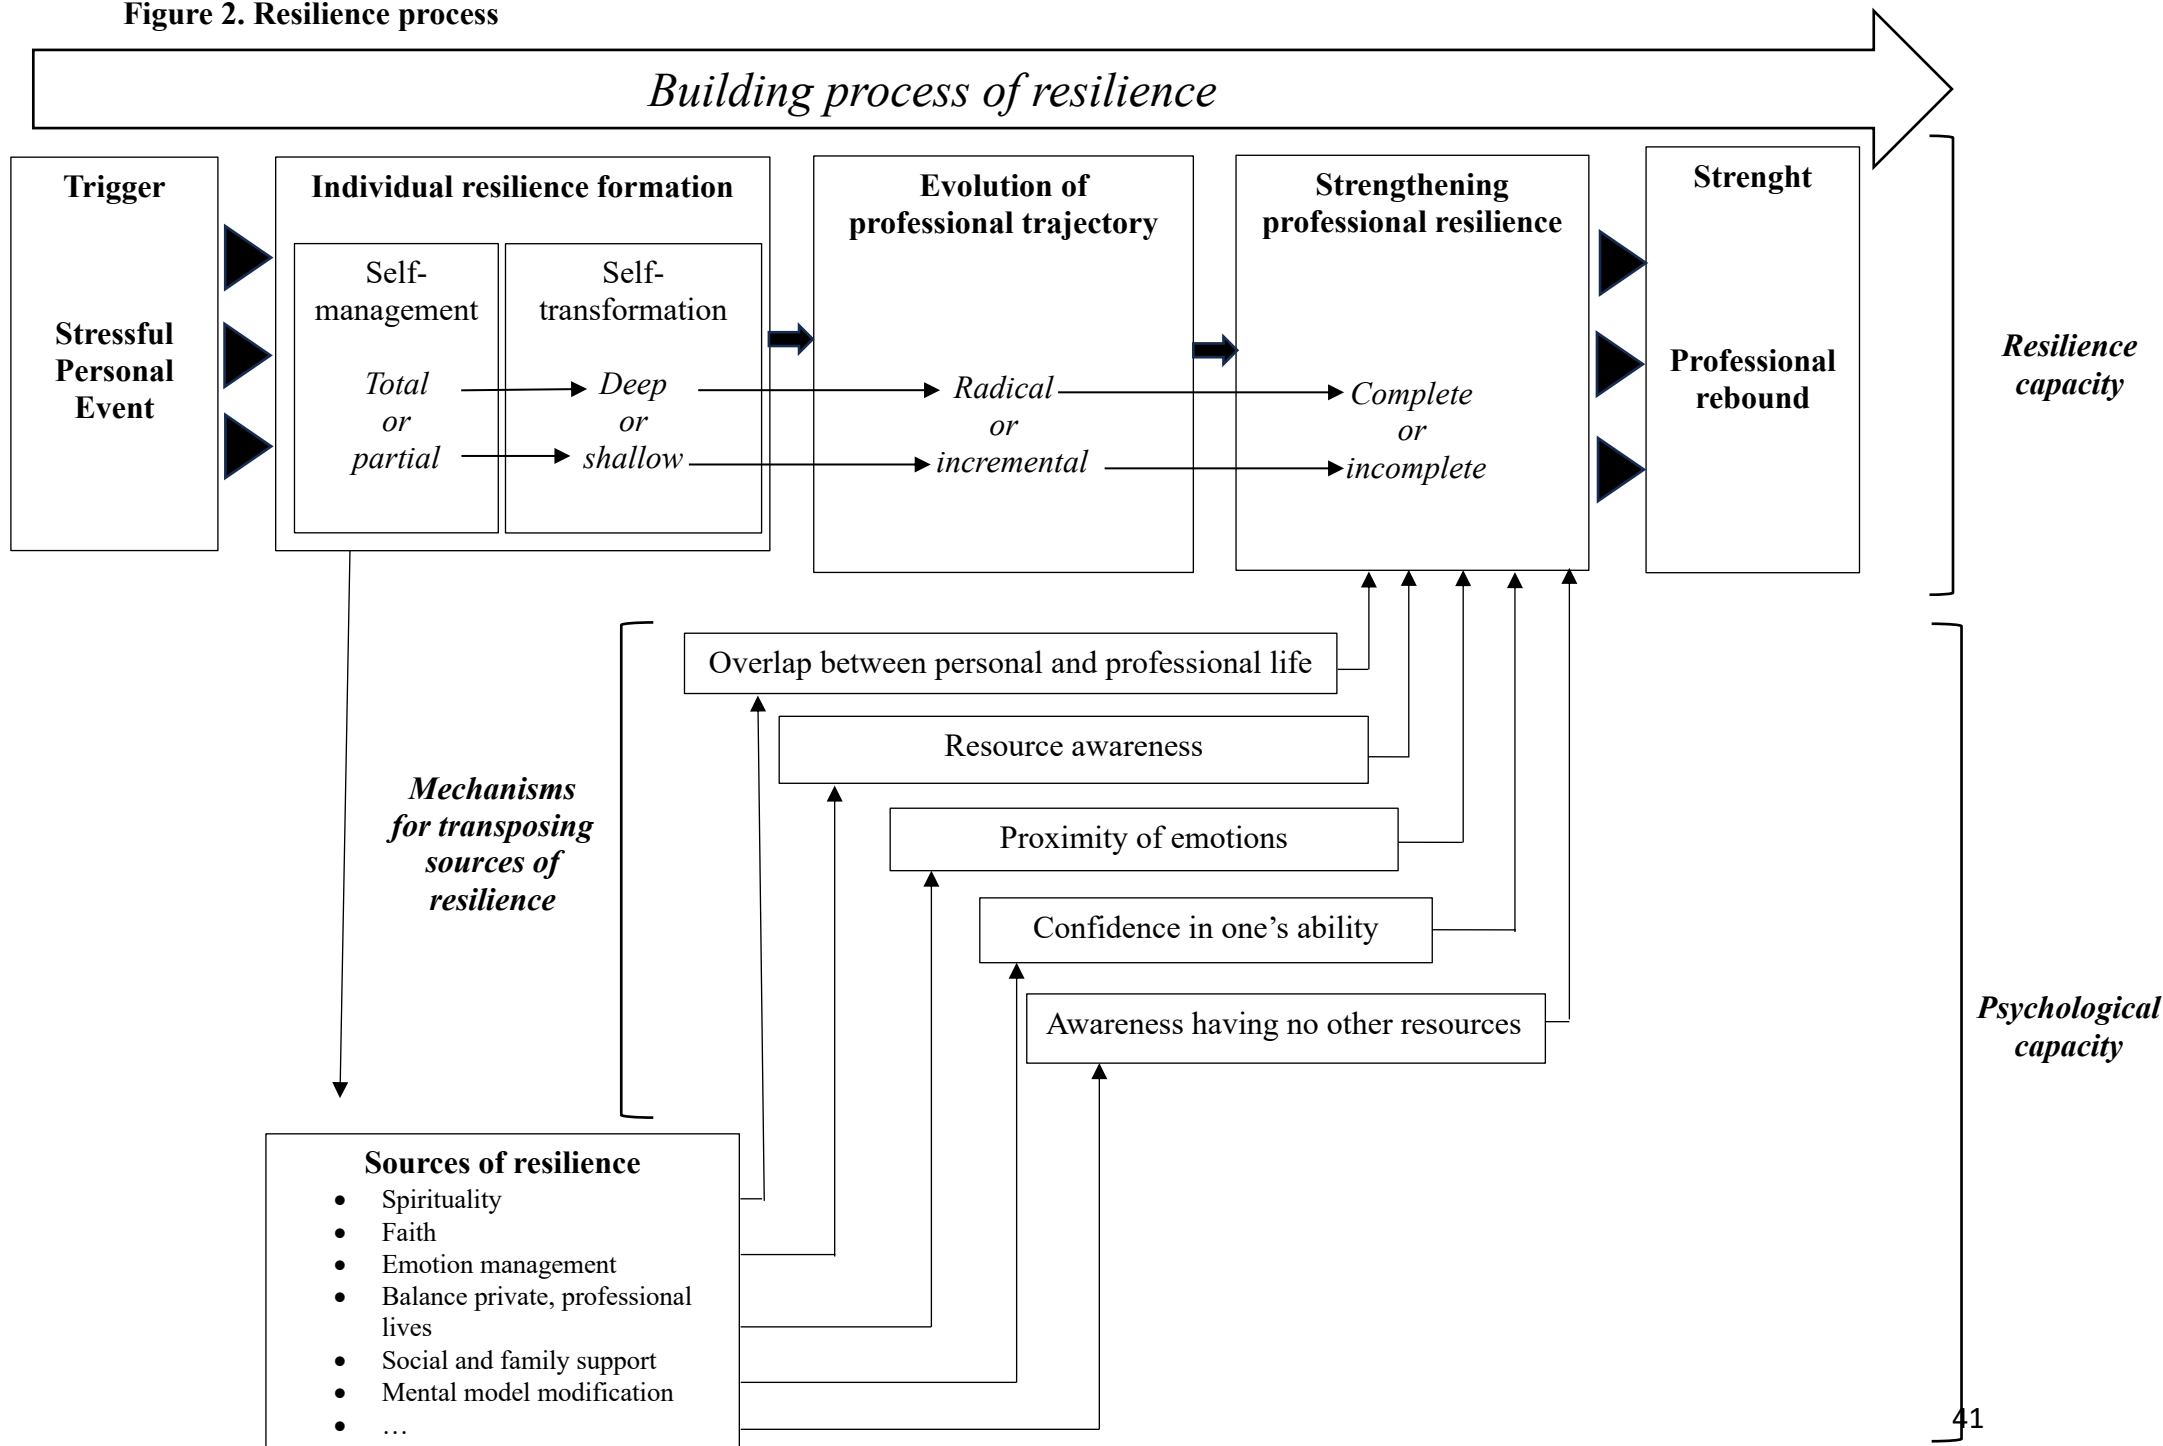 Figure 2. Resilience process
Building process of resilience
Trigger
Stressful
Personal
Event
Individual resilience formation
Self-
management
Total
or
partial
Self-
transformation
Deep
or
shallow
Evolution of
professional trajectory
Radical
or
incremental
Strengthening
professional resilience
Complete
or
incomplete
Strenght
Professional
rebound
Resilience
capacity
Overlap between personal and professional life
Resource awareness
Proximity of emotions
Confidence in one’s ability
Awareness having no other resources
Mechanisms
for transposing
sources of
resilience
Psychological
capacity
Sources of resilience
• Spirituality
• Faith
• Emotion management
• Balance private, professional
lives
• Social and family support
• Mental model modification
• …
41